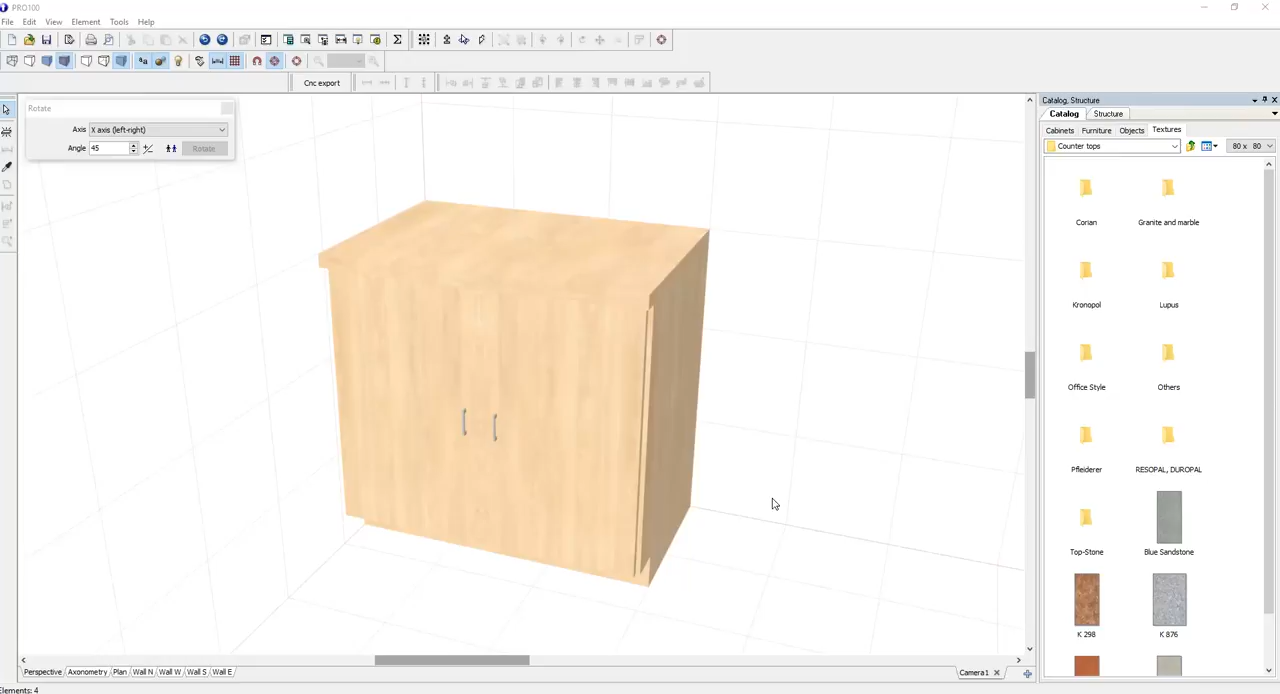 PRO100
File Edit View Element Tools Help
Cnc export
Rotate
Axis X axis (left-right)
Angle 45 Rotate
Catalog, Structure
Catalog Structure
Cabinets Furniture Objects Textures
Counter tops 80 x 80
Corian Granite and marble
Kronopol Lupus
Office Style Others
Pfleiderer RESOPAL, DUROPAL
Top-Stone Blue Sandstone
K 298 K 876
Perspective Axonometry Plan Wall N Wall W Wall S Wall E Camera1
Elements: 4